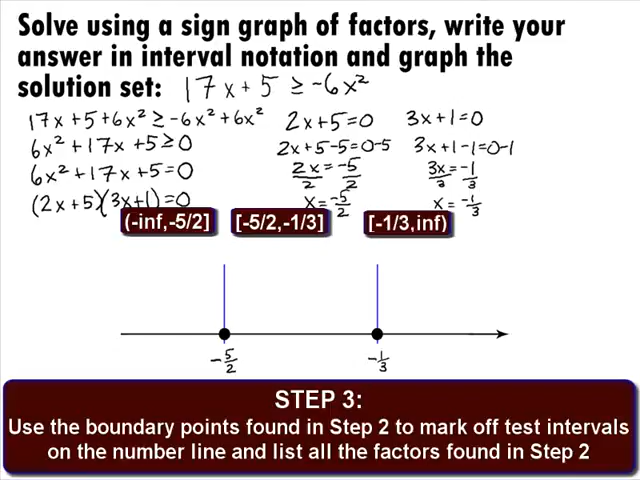 Solve using a sign graph of factors, write your
answer in interval notation and graph the
solution set: 17x + 5 ≥ -6x²
17x + 5 + 6x² ≥ -6x² + 6x²
6x² + 17x + 5 ≥ 0
6x² + 17x + 5 = 0
(2x + 5)(3x + 1) = 0
2x + 5 = 0
2x + 5 - 5 = 0 - 5
2x/2 = -5/2
x = -5/2
3x + 1 = 0
3x + 1 - 1 = 0 - 1
3x/3 = -1/3
x = -1/3
(-inf,-5/2] [-5/2,-1/3] [-1/3,inf)
-5/2 -1/3
STEP 3:
Use the boundary points found in Step 2 to mark off test intervals
on the number line and list all the factors found in Step 2